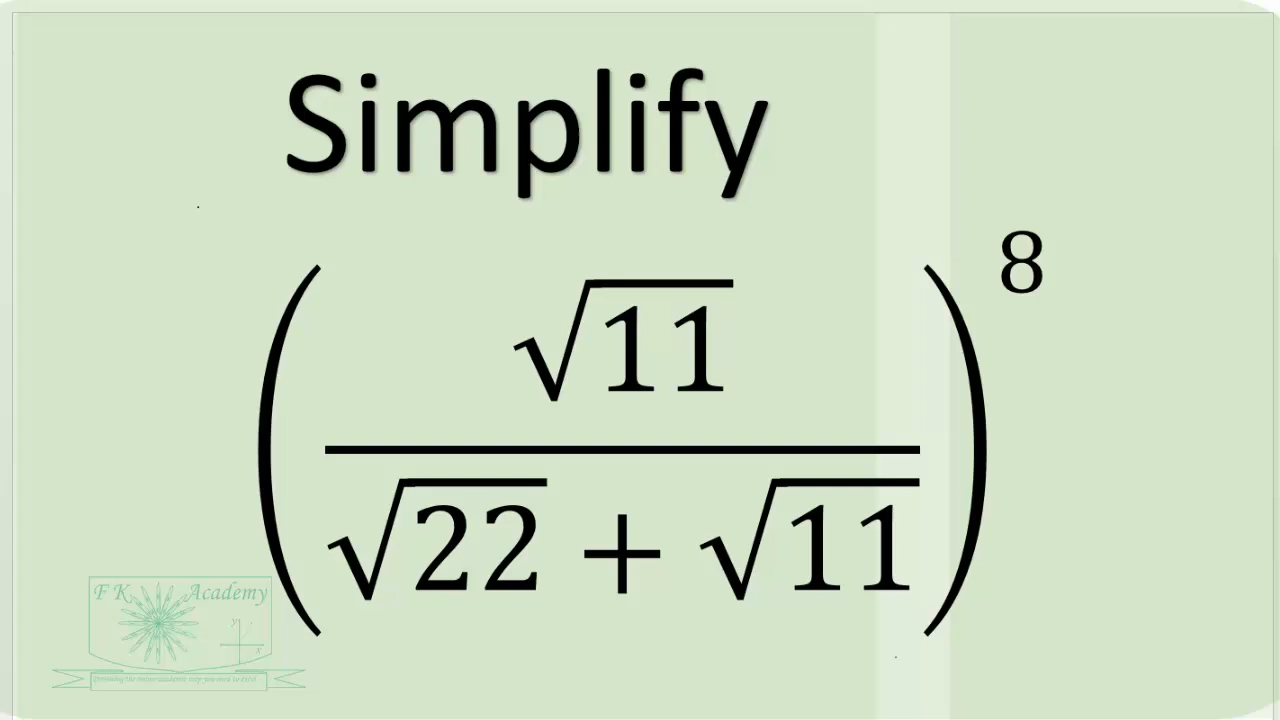 Simplify
(√11 / (√22 + √11))^8
F K Academy
y
x